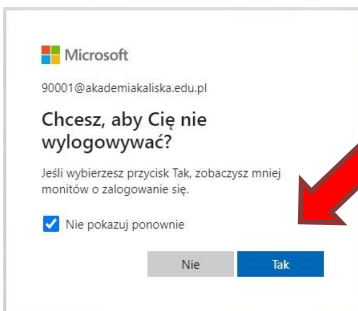 Microsoft
90001@akademiakaliska.edu.pl
Chcesz, aby Cię nie
wylogowywać?
Jeśli wybierzesz przycisk Tak, zobaczysz mniej
monitów o zalogowanie się.
Nie pokazuj ponownie
Nie Tak